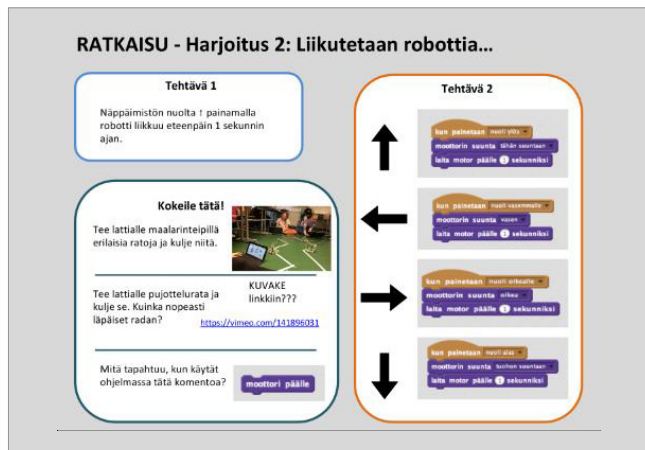 RATKAISU - Harjoitus 2: Liikutetaan robottia...
Tehtävä 1
Näppäimistön nuolta ↑ painamalla
robotti liikkuu eteenpäin 1 sekunnin
ajan.
Kokeile tätä!
Tee lattialle maalarinteipillä
erilaisia ratoja ja kulje niitä.
Tee lattialle pujottelurata ja
kulje se. Kuinka nopeasti
läpäiset radan?
KUVAKE
linkkiin???
https://vimeo.com/141896031
Mitä tapahtuu, kun käytät
ohjelmassa tätä komentoa?
moottori päälle
Tehtävä 2
kun painetaan nuoli ylös
moottorin suunta tähän suuntaan
laita motor päälle 1 sekunniksi
kun painetaan nuoli vasemmalle
moottorin suunta vasen
laita motor päälle 1 sekunniksi
kun painetaan nuoli oikealle
moottorin suunta oikea
laita motor päälle 1 sekunniksi
kun painetaan nuoli alas
moottorin suunta tuohon suuntaan
laita motor päälle 1 sekunniksi